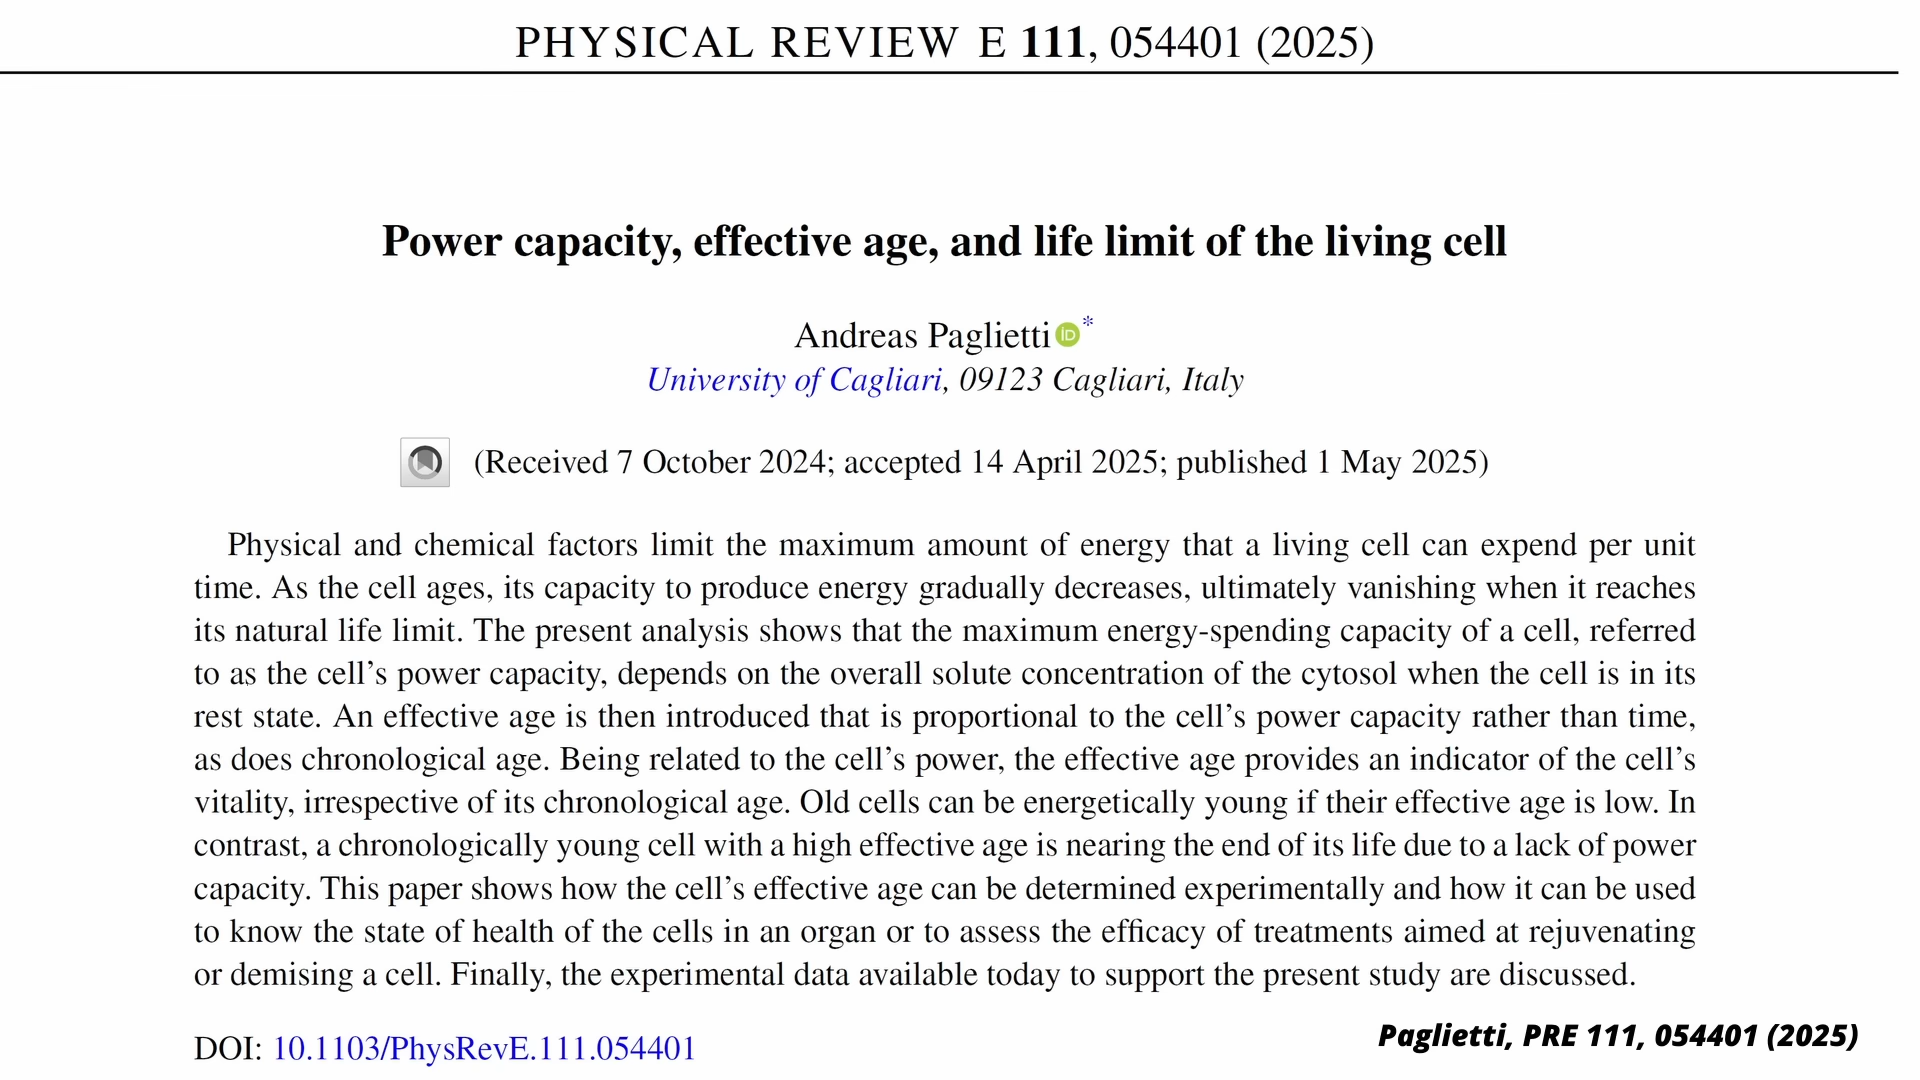 PHYSICAL REVIEW E 111, 054401 (2025)
Power capacity, effective age, and life limit of the living cell
Andreas Paglietti iD *
University of Cagliari, 09123 Cagliari, Italy
(Received 7 October 2024; accepted 14 April 2025; published 1 May 2025)
Physical and chemical factors limit the maximum amount of energy that a living cell can expend per unit
time. As the cell ages, its capacity to produce energy gradually decreases, ultimately vanishing when it reaches
its natural life limit. The present analysis shows that the maximum energy-spending capacity of a cell, referred
to as the cell's power capacity, depends on the overall solute concentration of the cytosol when the cell is in its
rest state. An effective age is then introduced that is proportional to the cell's power capacity rather than time,
as does chronological age. Being related to the cell's power, the effective age provides an indicator of the cell's
vitality, irrespective of its chronological age. Old cells can be energetically young if their effective age is low. In
contrast, a chronologically young cell with a high effective age is nearing the end of its life due to a lack of power
capacity. This paper shows how the cell's effective age can be determined experimentally and how it can be used
to know the state of health of the cells in an organ or to assess the efficacy of treatments aimed at rejuvenating
or demising a cell. Finally, the experimental data available today to support the present study are discussed.
DOI: 10.1103/PhysRevE.111.054401
Paglietti, PRE 111, 054401 (2025)